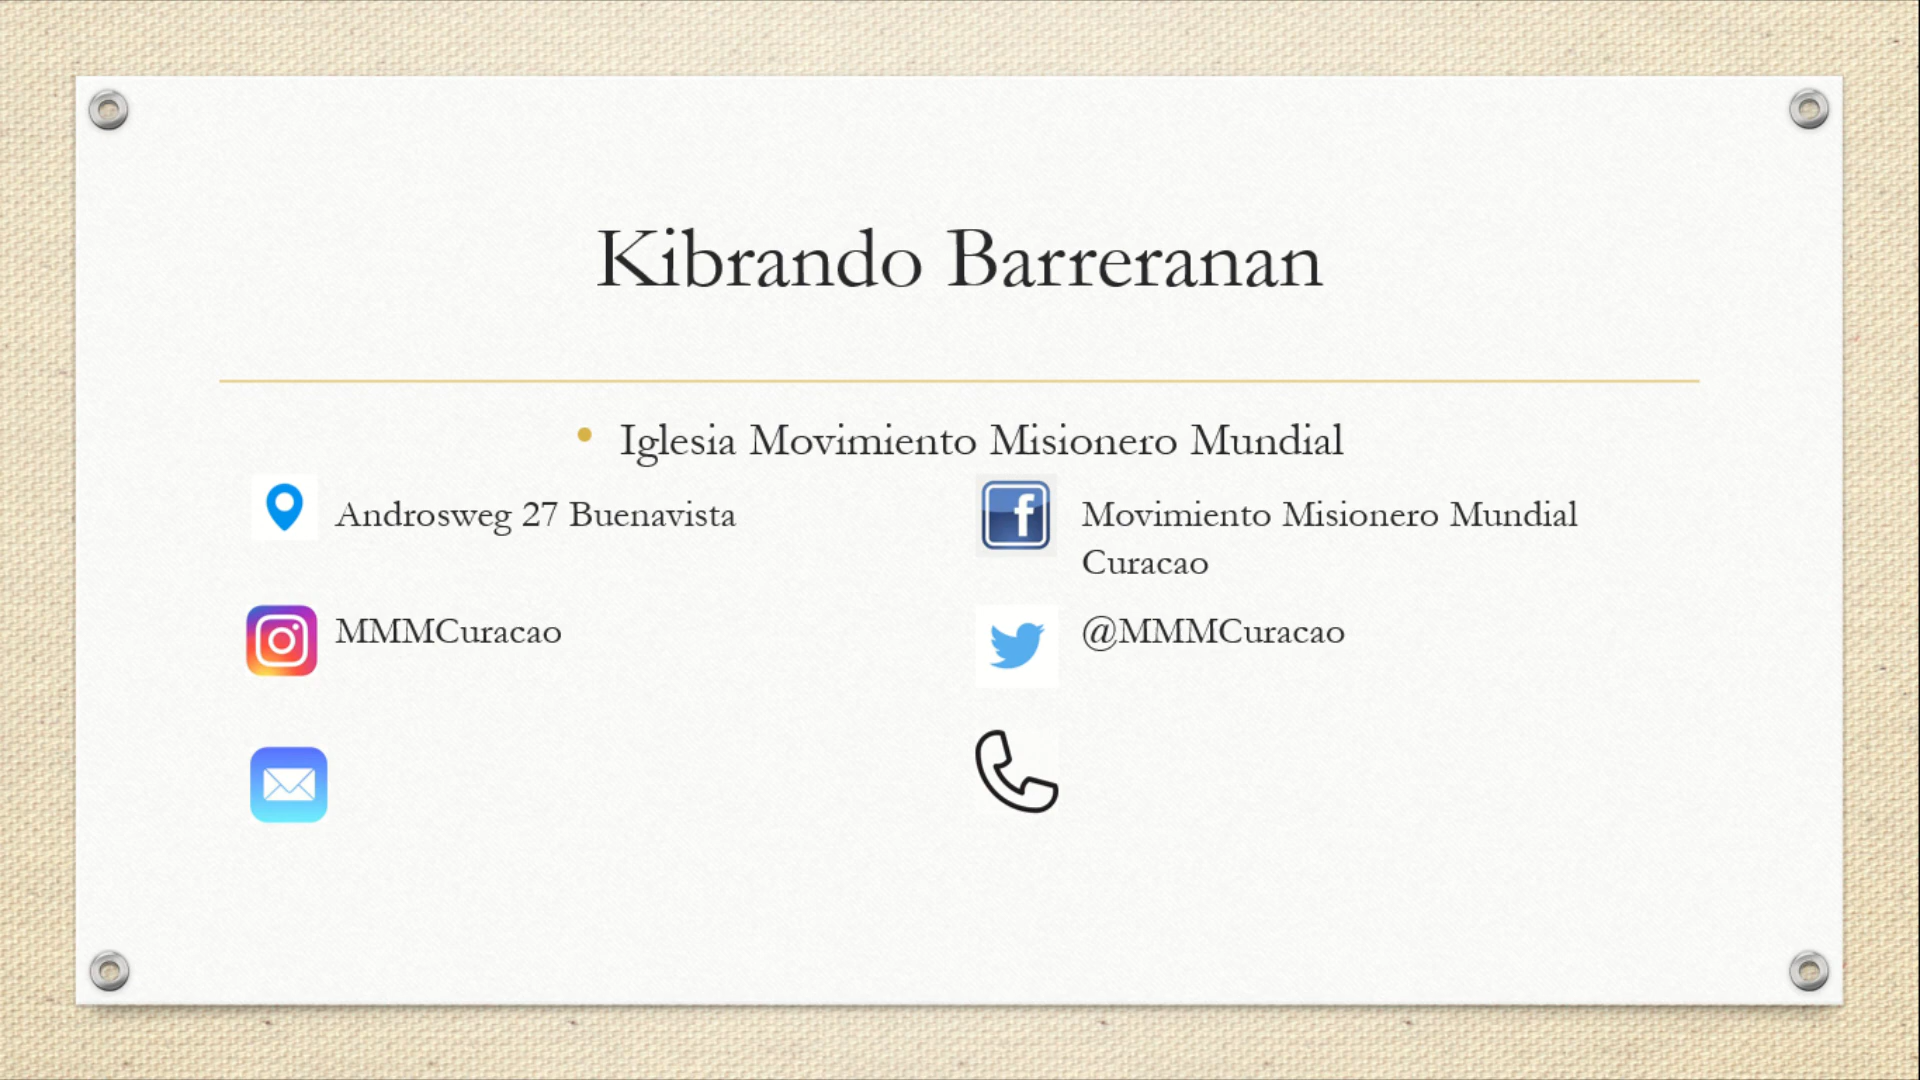 Kibrando Barreranan
Iglesia Movimiento Misionero Mundial
Androsweg 27 Buenavista
Movimiento Misionero Mundial
Curacao
MMMCuracao
@MMMCuracao